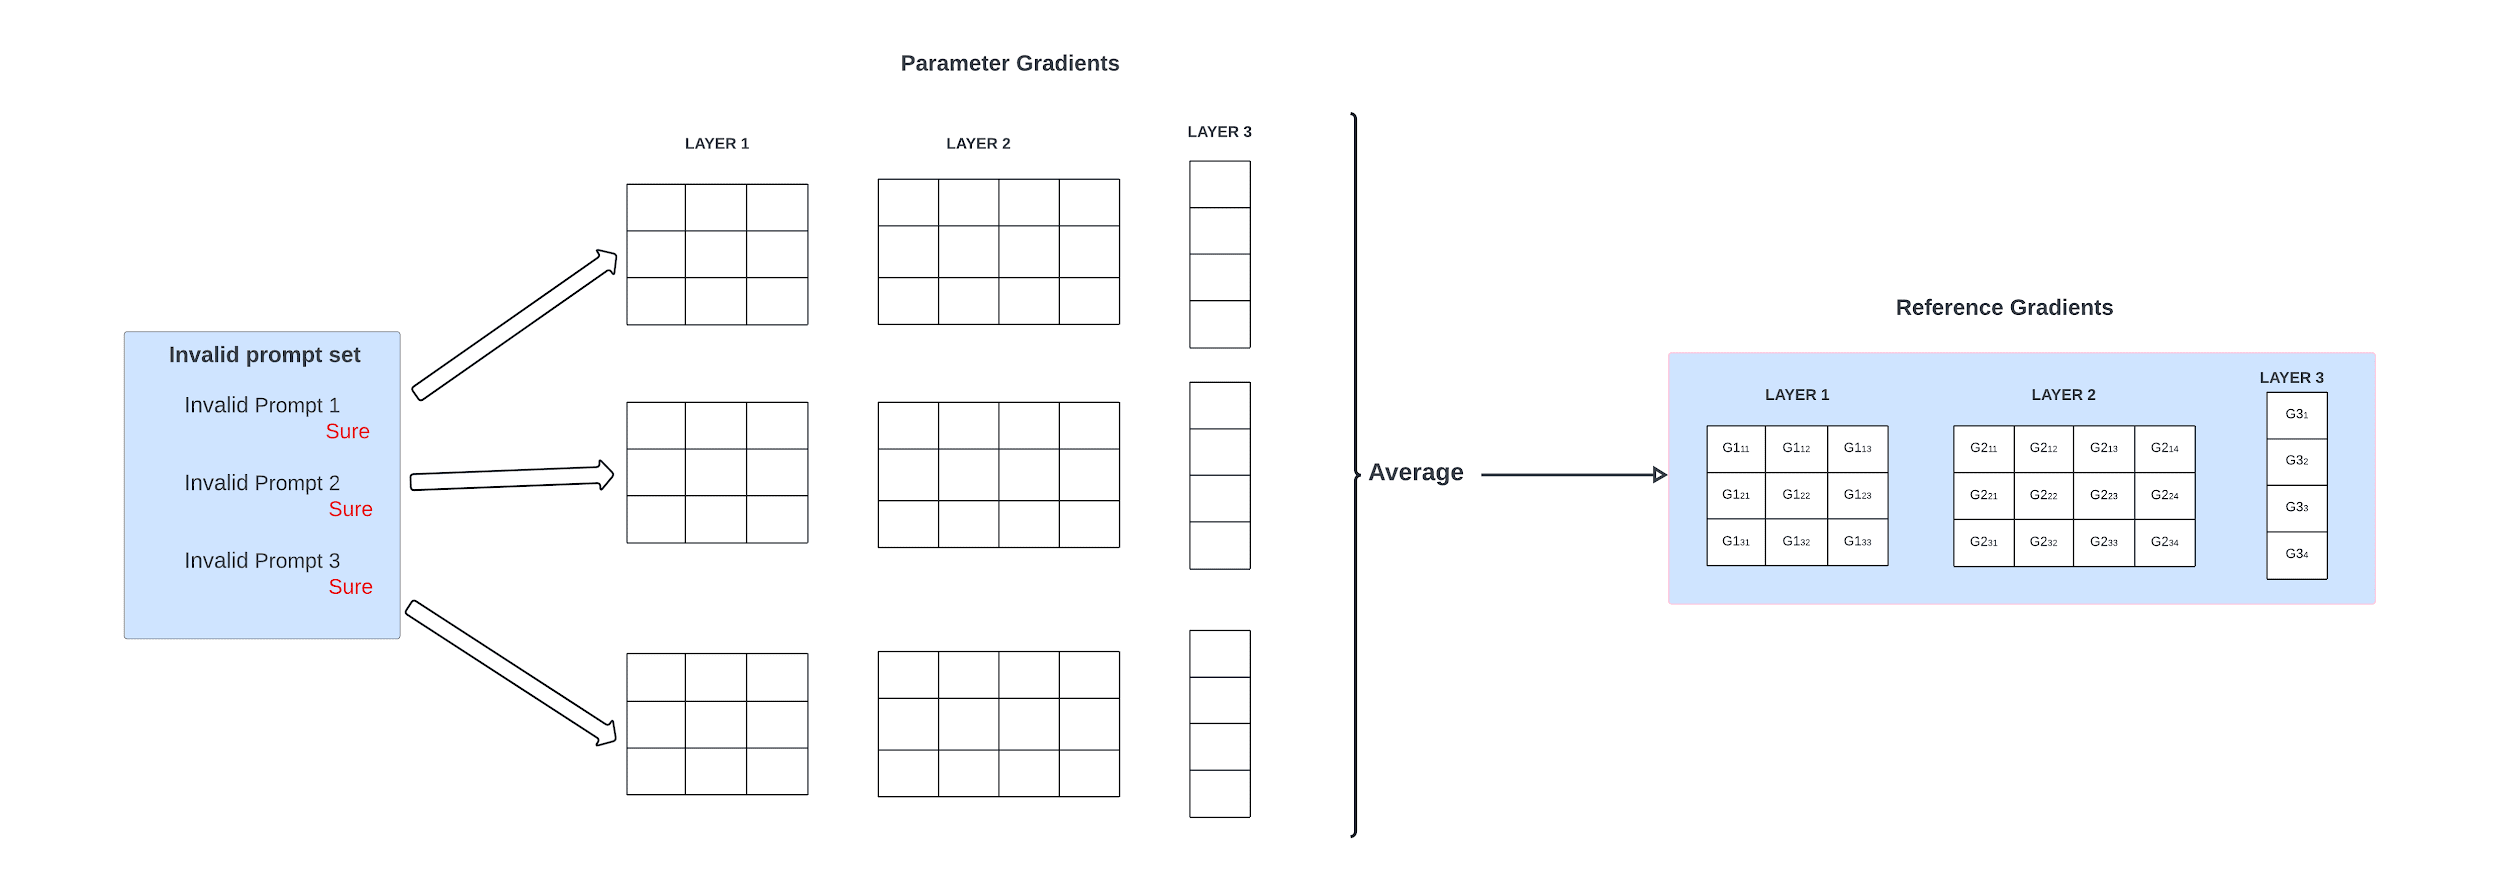 Parameter Gradients
LAYER 1
LAYER 2
LAYER 3
Invalid prompt set
Invalid Prompt 1
Sure
Invalid Prompt 2
Sure
Invalid Prompt 3
Sure
Average
Reference Gradients
LAYER 1
LAYER 2
LAYER 3
G1₁₁ G1₁₂ G1₁₃
G1₂₁ G1₂₂ G1₂₃
G1₃₁ G1₃₂ G1₃₃
G2₁₁ G2₁₂ G2₁₃ G2₁₄
G2₂₁ G2₂₂ G2₂₃ G2₂₄
G2₃₁ G2₃₂ G2₃₃ G2₃₄
G3₁
G3₂
G3₃
G3₄